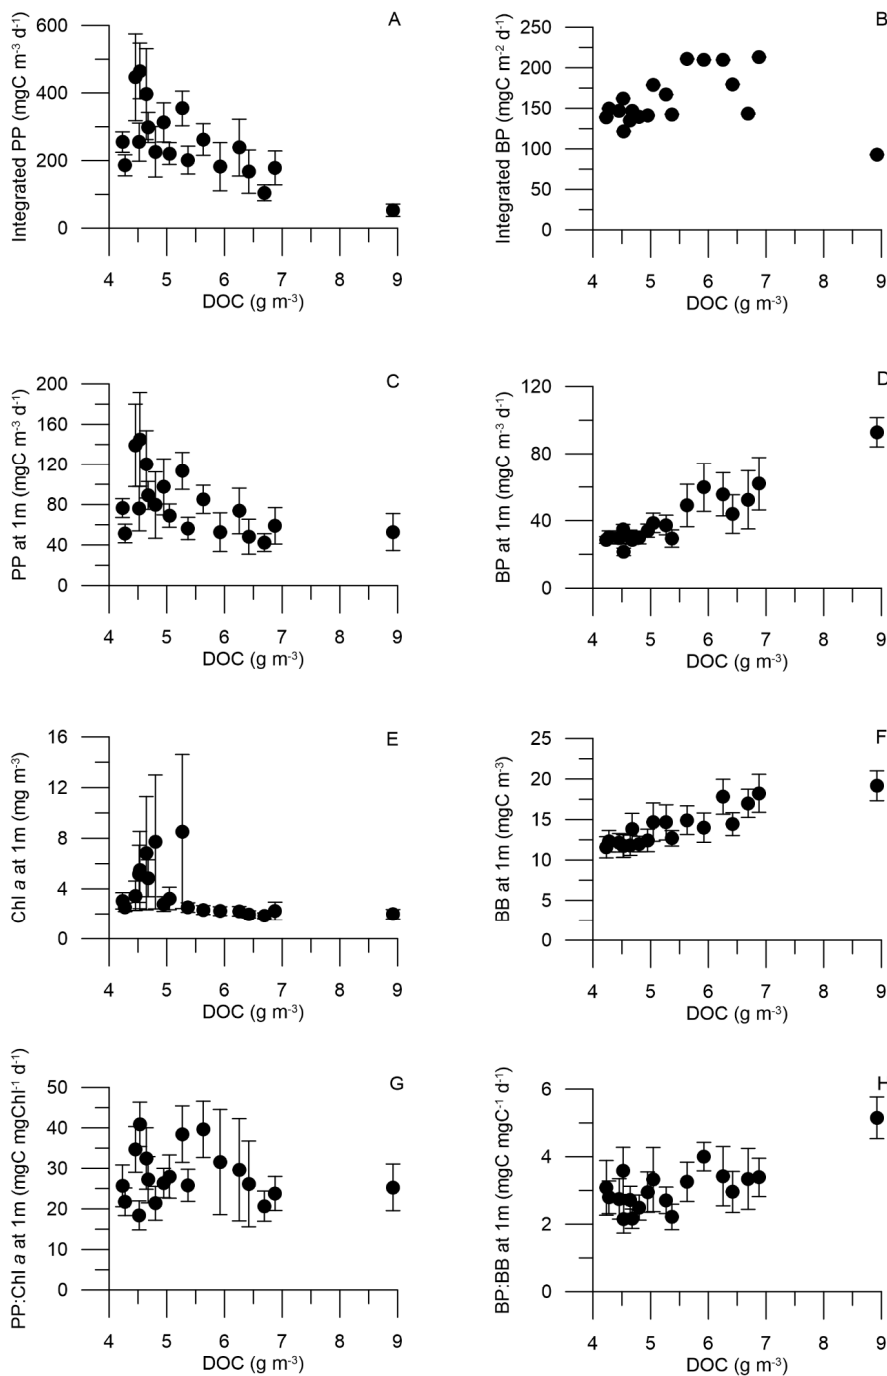 A
Integrated PP (mgC m⁻³ d⁻¹)
600
400
200
0
4 5 6 7 8 9
DOC (g m⁻³)
B
Integrated BP (mgC m⁻² d⁻¹)
250
200
150
100
50
0
4 5 6 7 8 9
DOC (g m⁻³)
C
PP at 1m (mgC m⁻³ d⁻¹)
200
160
120
80
40
0
4 5 6 7 8 9
DOC (g m⁻³)
D
BP at 1m (mgC m⁻³ d⁻¹)
120
80
40
0
4 5 6 7 8 9
DOC (g m⁻³)
E
Chl a at 1m (mg m⁻³)
16
12
8
4
0
4 5 6 7 8 9
DOC (g m⁻³)
F
BB at 1m (mgC m⁻³)
25
20
15
10
5
0
4 5 6 7 8 9
DOC (g m⁻³)
G
PP:Chl a at 1m (mgC mgChl⁻¹ d⁻¹)
50
40
30
20
10
0
4 5 6 7 8 9
DOC (g m⁻³)
H
BP:BB at 1m (mgC mgC⁻¹ d⁻¹)
6
4
2
0
4 5 6 7 8 9
DOC (g m⁻³)